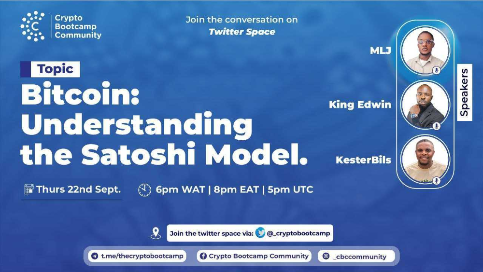 Crypto
Bootcamp
Community
Join the conversation on
Twitter Space
Topic
Bitcoin:
Understanding
the Satoshi Model.
Thurs 22nd Sept.
6pm WAT | 8pm EAT | 5pm UTC
MLJ
King Edwin
KesterBils
Speakers
Join the twitter space via: @_cryptobootcamp
t.me/thecryptobootcamp
Crypto Bootcamp Community
_cbccommunity